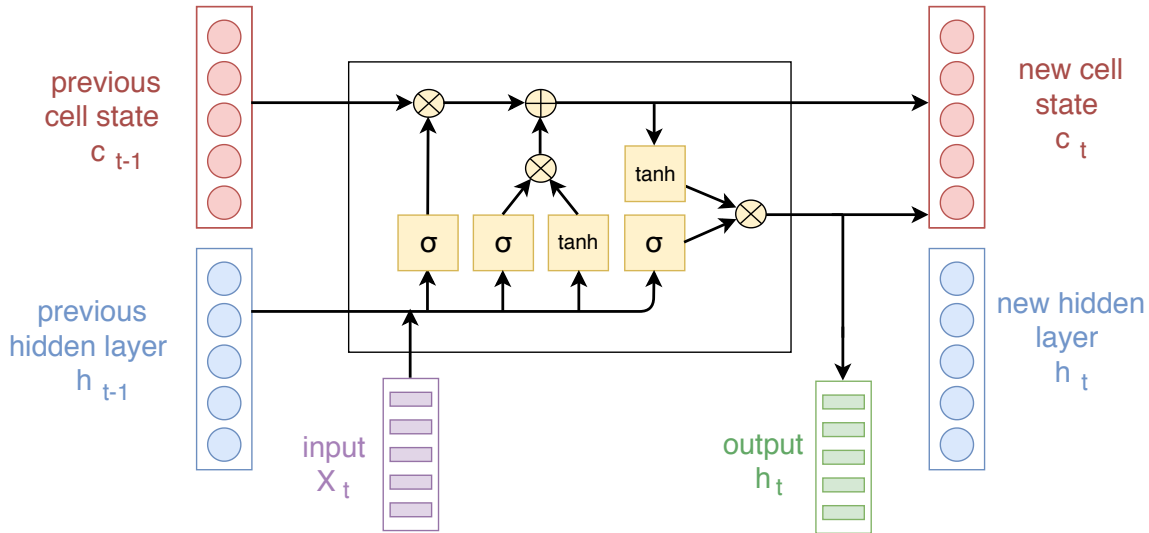 previous
cell state
c t-1
new cell
state
c t
tanh
σ
σ
tanh
σ
previous
hidden layer
h t-1
new hidden
layer
h t
input
X t
output
h t